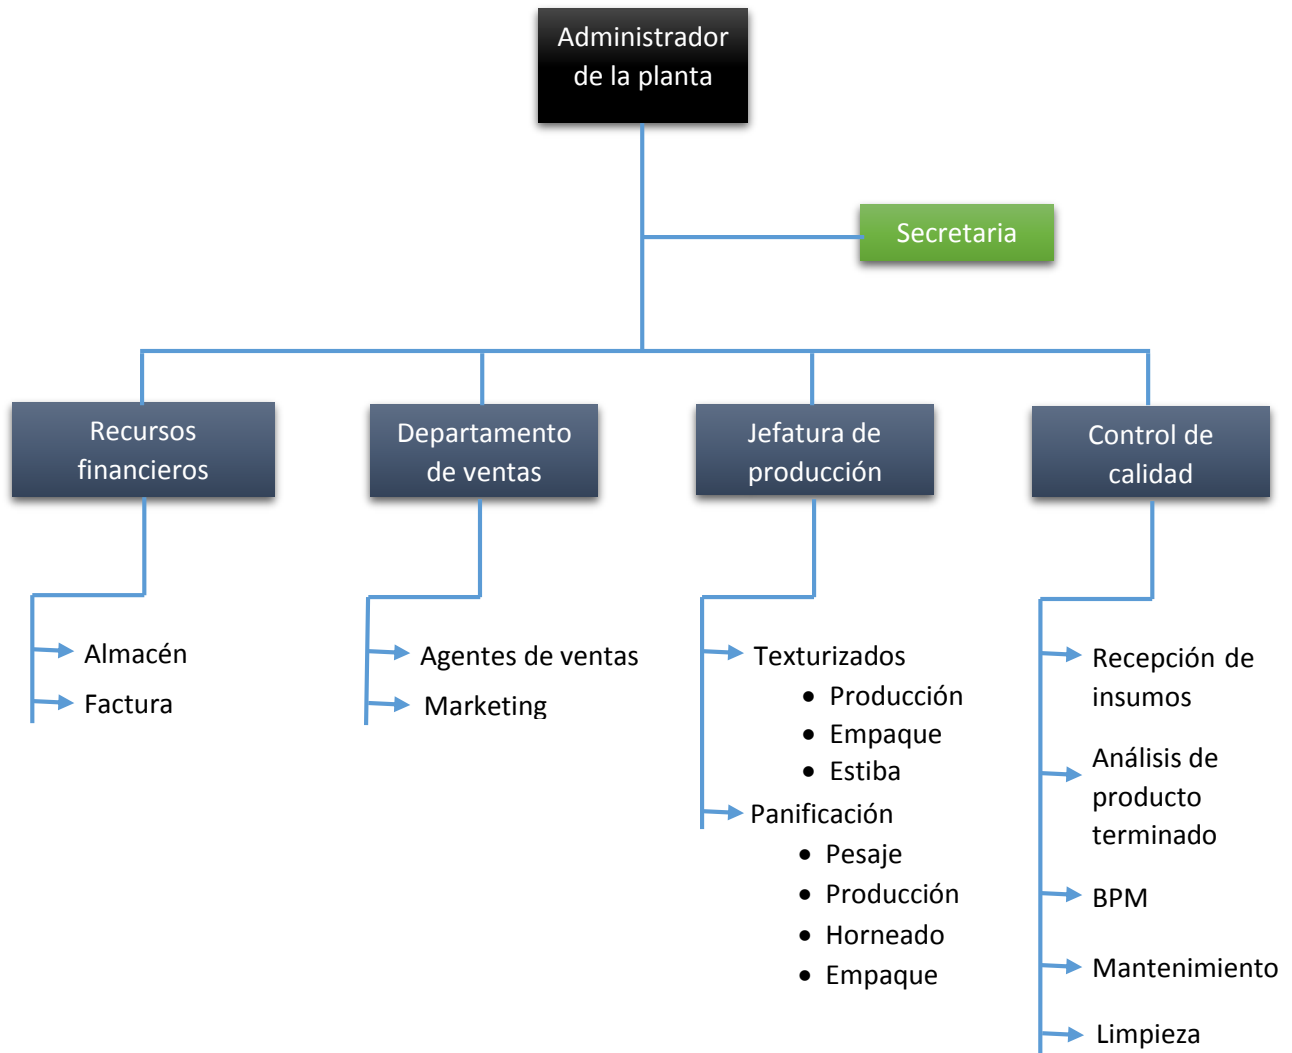 Administrador
de la planta
Secretaria
Recursos
financieros
Departamento
de ventas
Jefatura de
producción
Control de
calidad
Almacén
Factura
Agentes de ventas
Marketing
Texturizados
• Producción
• Empaque
• Estiba
Panificación
• Pesaje
• Producción
• Horneado
• Empaque
Recepción de
insumos
Análisis de
producto
terminado
BPM
Mantenimiento
Limpieza